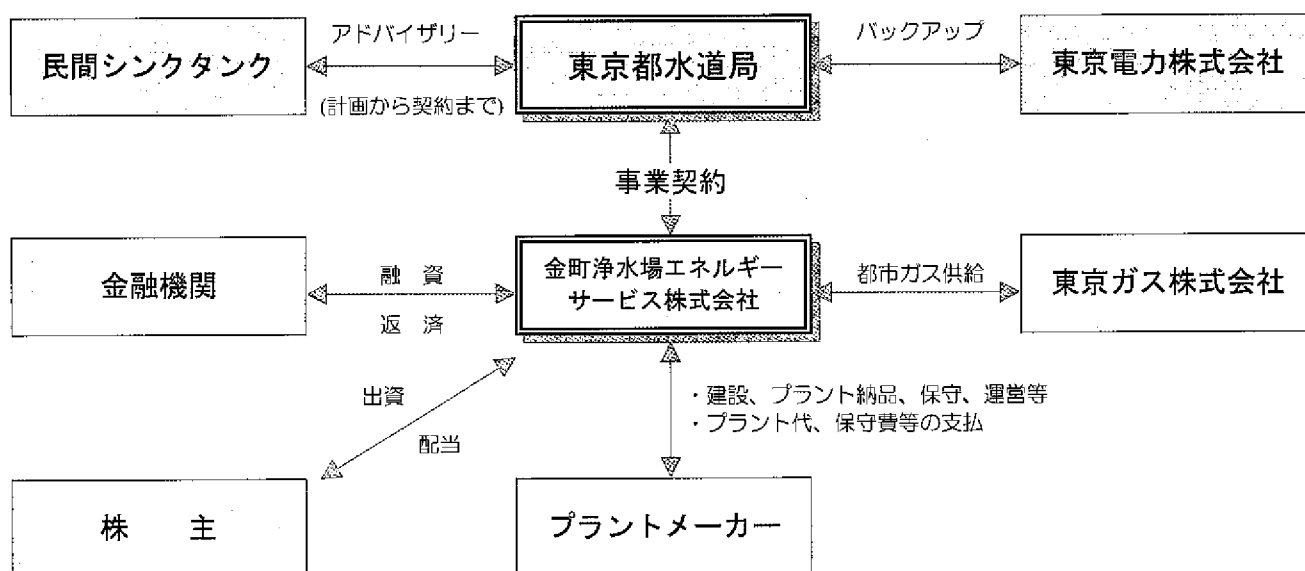 民間シンクタンク
アドバイザリー
(計画から契約まで)
東京都水道局
バックアップ
東京電力株式会社
事業契約
金融機関
融　資
返　済
金町浄水場エネルギー
サービス株式会社
都市ガス供給
東京ガス株式会社
出資
配当
・建設、プラント納品、保守、運営等
・プラント代、保守費等の支払
株　　主
プラントメーカー